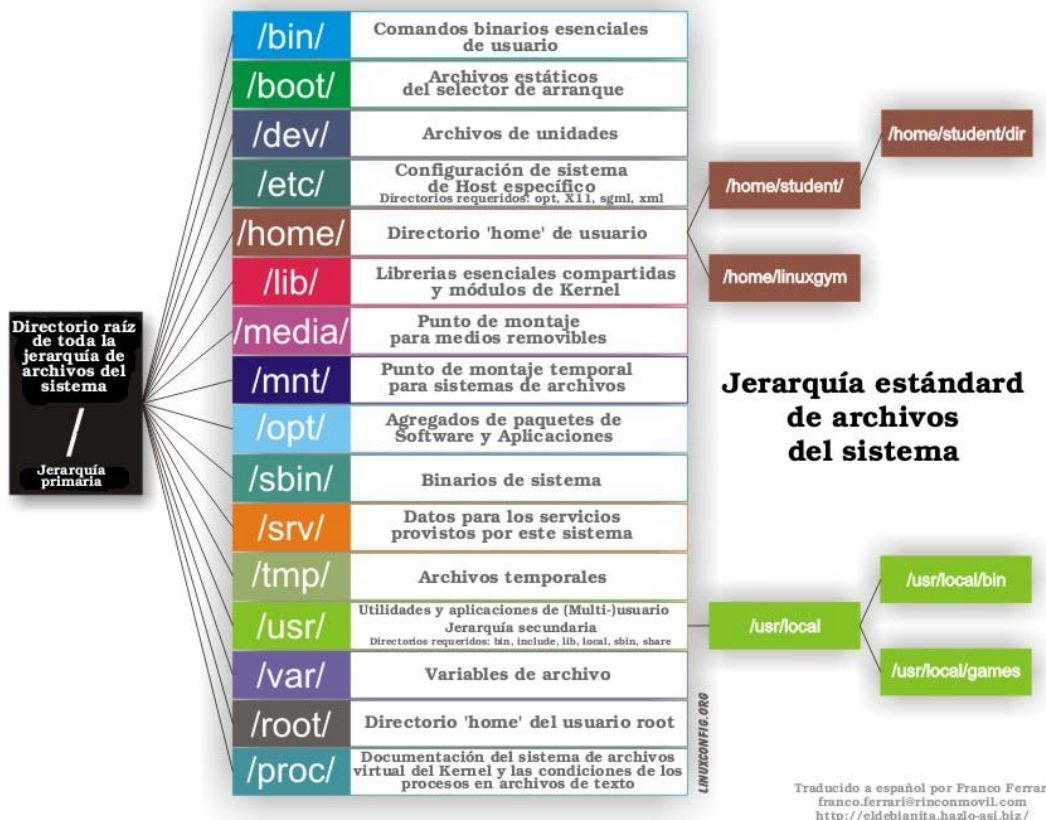 Directorio raíz
de toda la
jerarquía de
archivos del
sistema
/
Jerarquía
primaria
/bin/
Comandos binarios esenciales
de usuario
/boot/
Archivos estáticos
del selector de arranque
/dev/
Archivos de unidades
/etc/
Configuración de sistema
de Host específico
Directorios requeridos: opt, X11, sgml, xml
/home/
Directorio 'home' de usuario
/lib/
Librerias esenciales compartidas
y módulos de Kernel
/media/
Punto de montaje
para medios removibles
/mnt/
Punto de montaje temporal
para sistemas de archivos
/opt/
Agregados de paquetes de
Software y Aplicaciones
/sbin/
Binarios de sistema
/srv/
Datos para los servicios
provistos por este sistema
/tmp/
Archivos temporales
/usr/
Utilidades y aplicaciones de (Multi-)usuario
Jerarquía secundaria
Directorios requeridos: bin, include, lib, local, sbin, share
/var/
Variables de archivo
/root/
Directorio 'home' del usuario root
/proc/
Documentación del sistema de archivos
virtual del Kernel y las condiciones de los
procesos en archivos de texto
/home/student/
/home/student/dir
/home/linuxgym
Jerarquía estándard
de archivos
del sistema
/usr/local
/usr/local/bin
/usr/local/games
LINUXCONFIG.ORG
Traducido a español por Franco Ferrar
franco.ferrari@rinconmovil.com
http://eldebianita.hazlo-asi.biz/